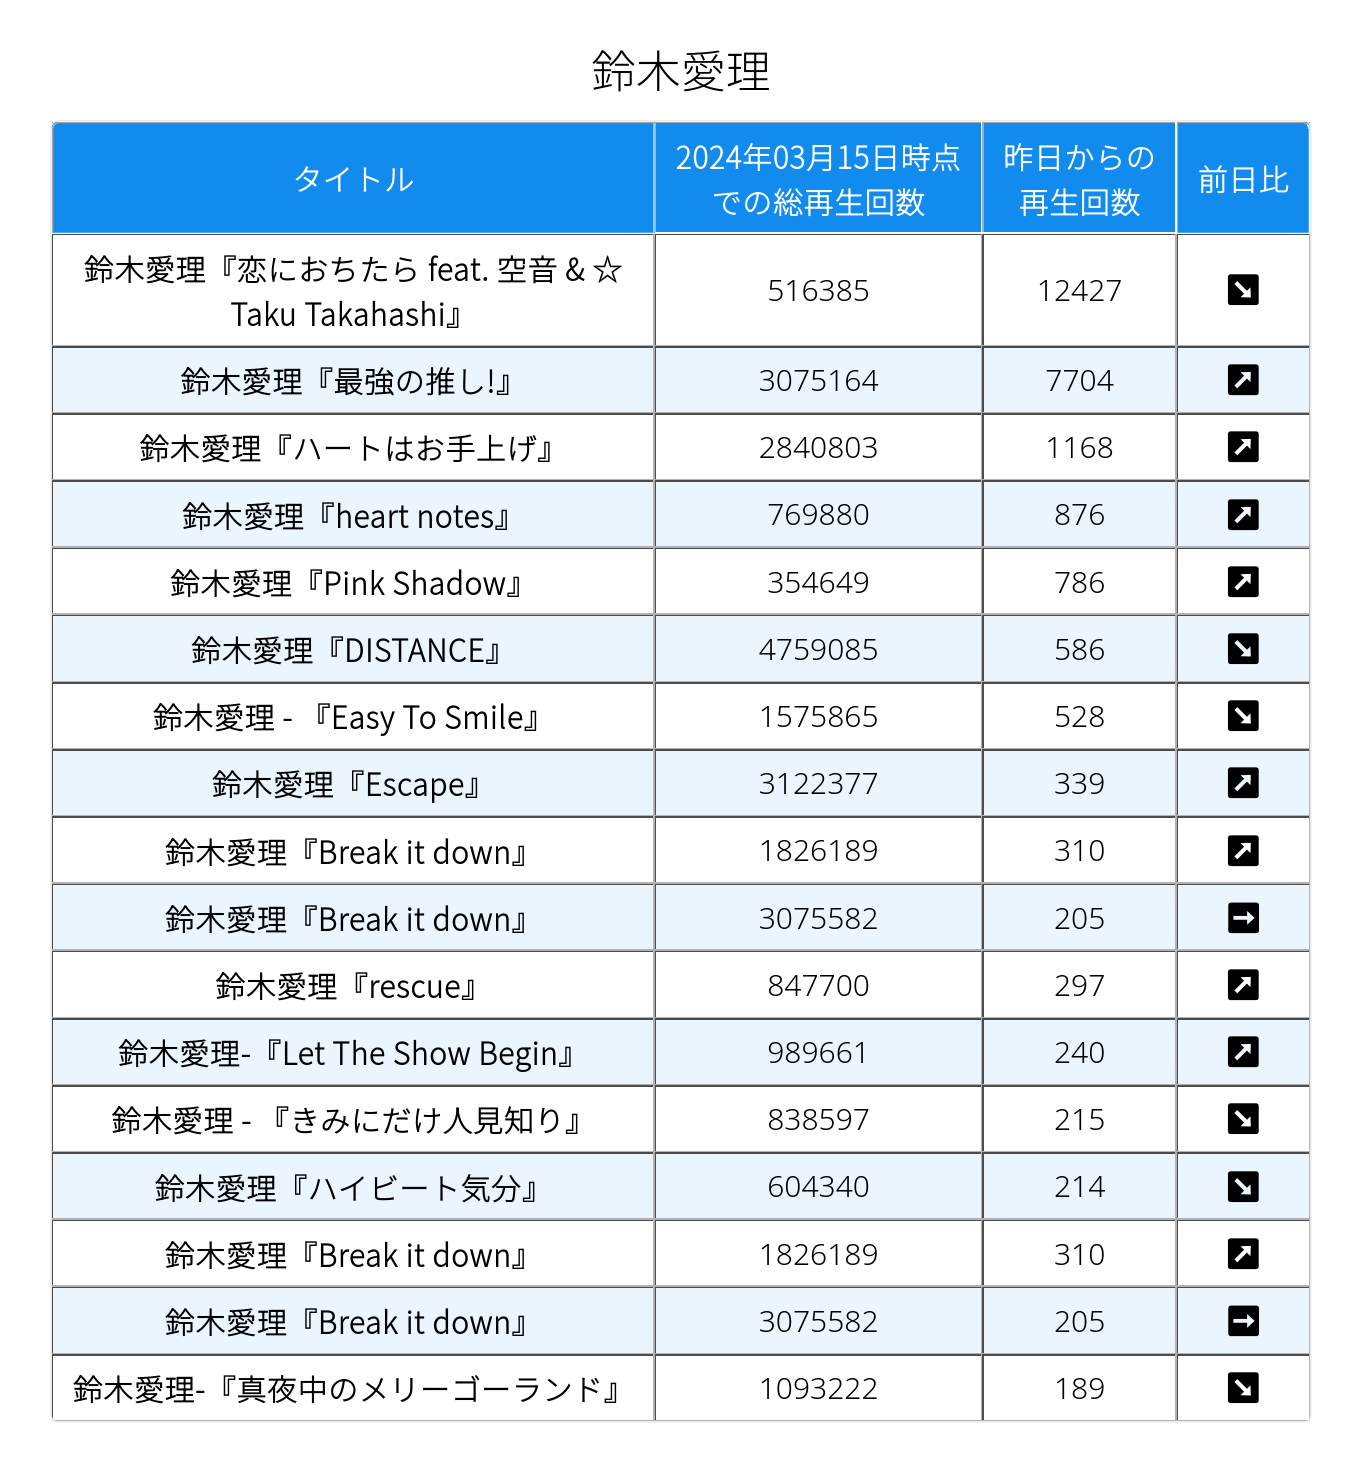 鈴木愛理
タイトル
2024年03月15日時点
での総再生回数
昨日からの
再生回数
前日比
鈴木愛理『恋におちたら feat. 空音 & ☆
Taku Takahashi』
516385
12427
鈴木愛理『最強の推し!』
3075164
7704
鈴木愛理『ハートはお手上げ』
2840803
1168
鈴木愛理『heart notes』
769880
876
鈴木愛理『Pink Shadow』
354649
786
鈴木愛理『DISTANCE』
4759085
586
鈴木愛理 - 『Easy To Smile』
1575865
528
鈴木愛理『Escape』
3122377
339
鈴木愛理『Break it down』
1826189
310
鈴木愛理『Break it down』
3075582
205
鈴木愛理『rescue』
847700
297
鈴木愛理-『Let The Show Begin』
989661
240
鈴木愛理 - 『きみにだけ人見知り』
838597
215
鈴木愛理『ハイビート気分』
604340
214
鈴木愛理『Break it down』
1826189
310
鈴木愛理『Break it down』
3075582
205
鈴木愛理-『真夜中のメリーゴーランド』
1093222
189